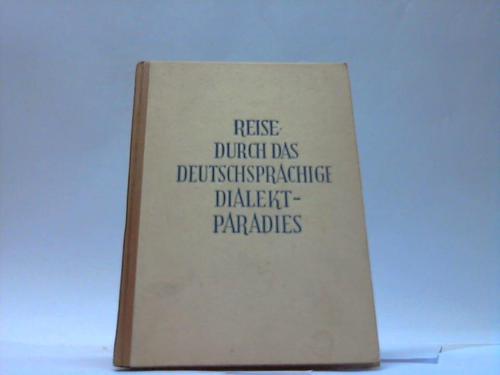 REISE
DURCH DAS
DEUTSCHSPRACHIGE
DIALEKT-
PARADIES